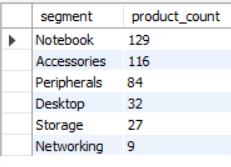 segment product_count
Notebook 129
Accessories 116
Peripherals 84
Desktop 32
Storage 27
Networking 9